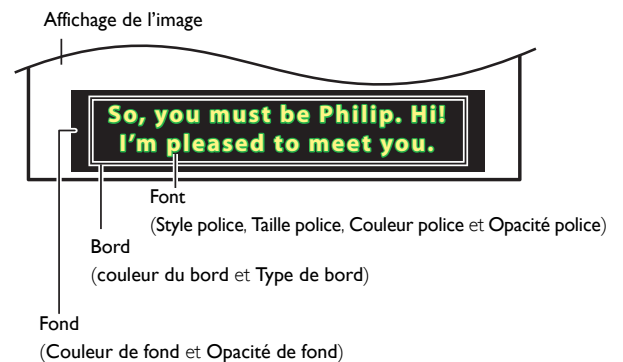 Affichage de l’image
So, you must be Philip. Hi!
I’m pleased to meet you.
Font
(Style police, Taille police, Couleur police et Opacité police)
Bord
(couleur du bord et Type de bord)
Fond
(Couleur de fond et Opacité de fond)